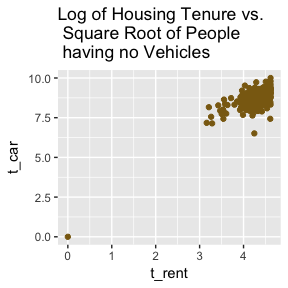 Log of Housing Tenure vs.
Square Root of People
having no Vehicles
10.0
7.5
5.0
2.5
0.0
t_car
0 1 2 3 4
t_rent